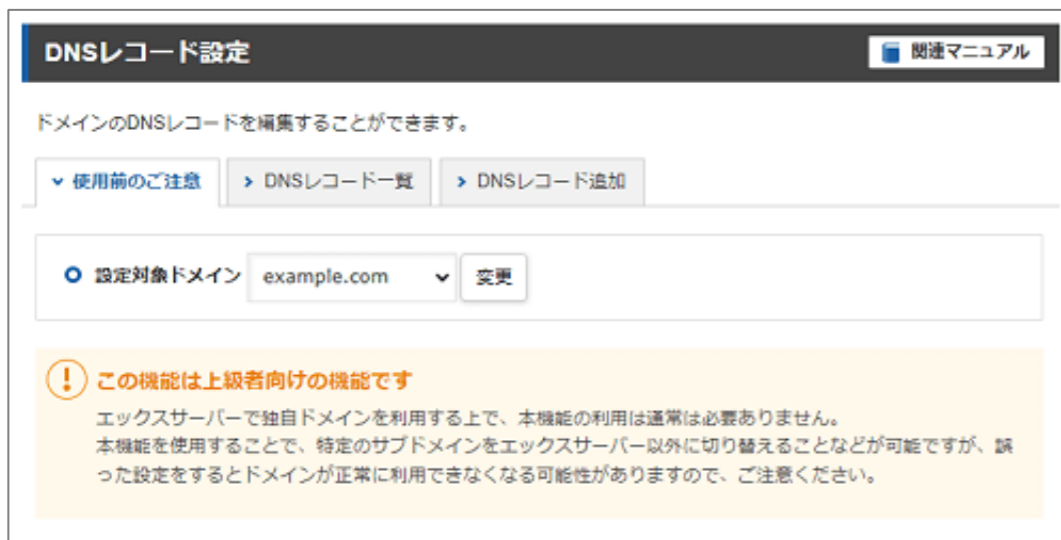 DNSレコード設定
関連マニュアル
ドメインのDNSレコードを編集することができます。
使用前のご注意
DNSレコード一覧
DNSレコード追加
設定対象ドメイン example.com 変更
この機能は上級者向けの機能です
エックスサーバーで独自ドメインを利用する上で、本機能の利用は通常は必要ありません。
本機能を使用することで、特定のサブドメインをエックスサーバー以外に切り替えることなどが可能ですが、誤
った設定をするとドメインが正常に利用できなくなる可能性がありますので、ご注意ください。